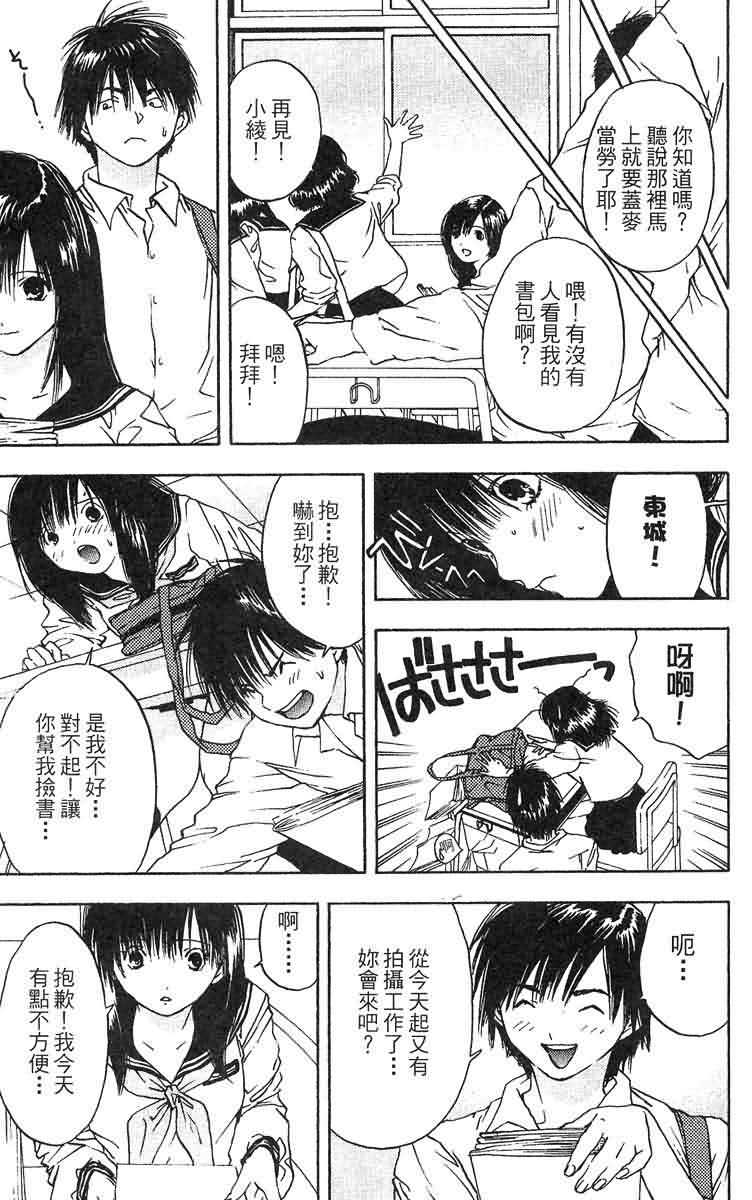 你知道嗎？
聽說那裡馬
上就要蓋麥
當勞了耶！
喂！有沒有
人看見我的
書包啊？
再見！
小綾！
嗯！
拜拜！
東城！
呀啊！
ばさささーっ
抱…抱歉！
嚇到妳了…
是我不好…
對不起！讓
你幫我撿書…
呃…
從今天起又有
拍攝工作了…
妳會來吧？
啊……
抱歉！我今天
有點不方便…